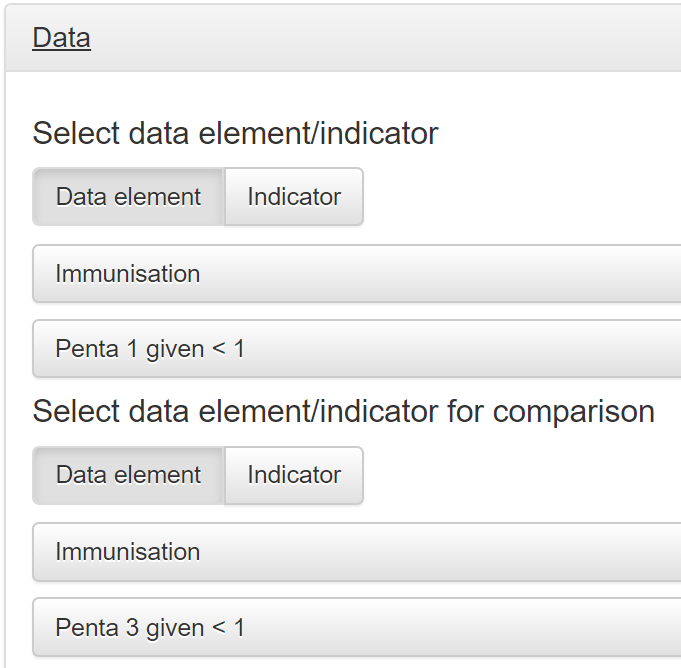 Data
Select data element/indicator
Data element Indicator
Immunisation
Penta 1 given < 1
Select data element/indicator for comparison
Data element Indicator
Immunisation
Penta 3 given < 1